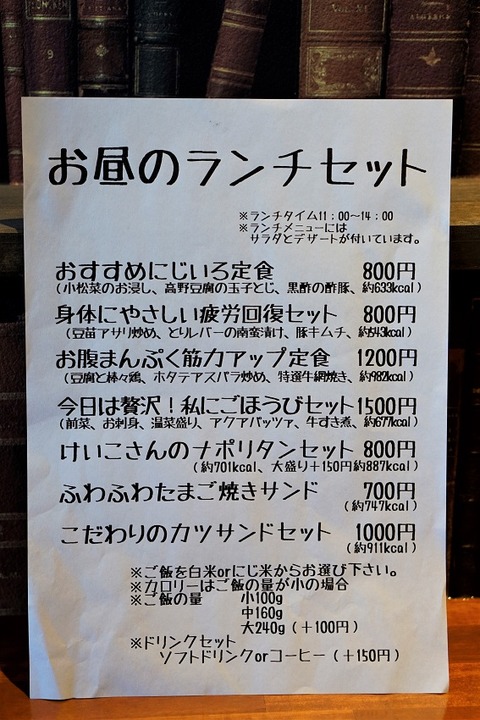 お昼のランチセット
※ランチタイム11:00~14:00
※ランチメニューには
サラダとデザートが付いています。
おすすめにじいろ定食 800円
(小松菜のお浸し、高野豆腐の玉子とじ、黒酢の酢豚、約633kcal)
身体にやさしい疲労回復セット 800円
(豆苗アサリ炒め、とりレバーの南蛮漬け、豚キムチ、約543kcal)
お腹まんぷく筋力アップ定食 1200円
(豆腐と棒々鶏、ホタテアスパラ炒め、特選牛網焼き、約982kcal)
今日は贅沢!私にごほうびセット 1500円
(前菜、お刺身、温菜盛り、アクアパッツァ、牛すき煮、約677kcal)
けいこさんのナポリタンセット 800円
(約701kcal、大盛り+150円約887kcal)
ふわふわたまご焼きサンド 700円
(約747kcal)
こだわりのカツサンドセット 1000円
(約911kcal)
※ご飯を白米orにじ米からお選び下さい。
※カロリーはご飯の量が小の場合
※ご飯の量 小100g
中160g
大240g(+100円)
※ドリンクセット
ソフトドリンクorコーヒー(+150円)